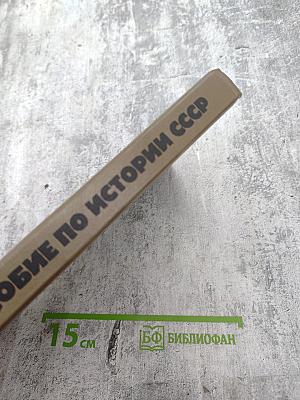 ОБИЕ ПО ИСТОРИИ СССР
15 см
БФ БИБЛИОФАН